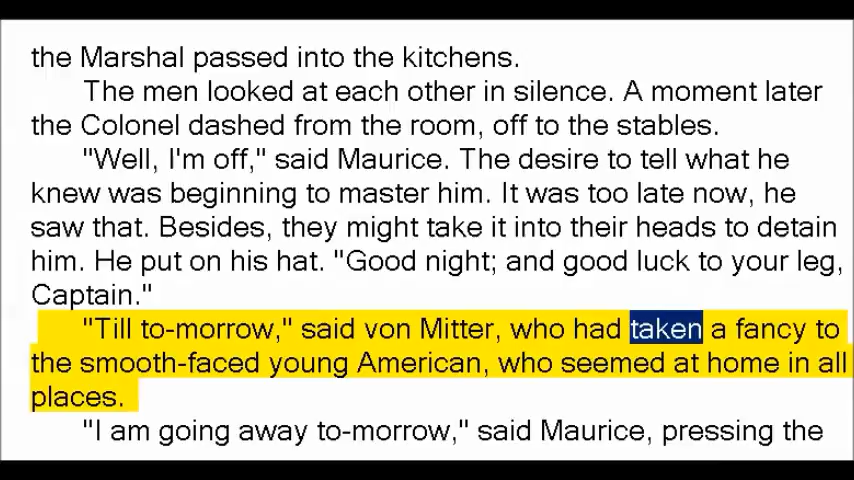 the Marshal passed into the kitchens.
The men looked at each other in silence. A moment later
the Colonel dashed from the room, off to the stables.
"Well, I'm off," said Maurice. The desire to tell what he
knew was beginning to master him. It was too late now, he
saw that. Besides, they might take it into their heads to detain
him. He put on his hat. "Good night; and good luck to your leg,
Captain."
"Till to-morrow," said von Mitter, who had taken a fancy to
the smooth-faced young American, who seemed at home in all
places.
"I am going away to-morrow," said Maurice, pressing the